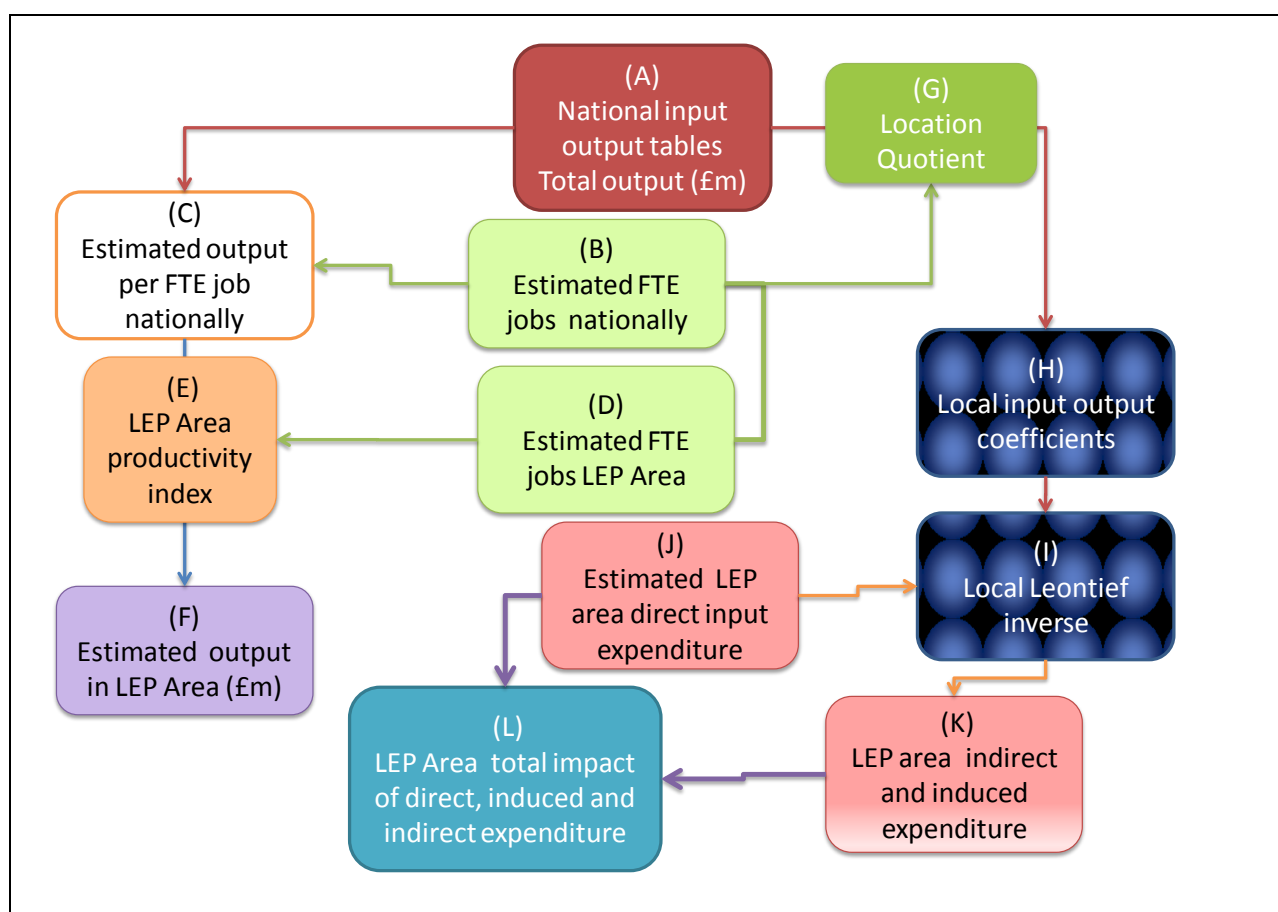 (A)
National input
output tables
Total output (£m)
(G)
Location
Quotient
(C)
Estimated output
per FTE job
nationally
(B)
Estimated FTE
jobs nationally
(E)
LEP Area
productivity
index
(D)
Estimated FTE
jobs LEP Area
(H)
Local input output
coefficients
(F)
Estimated output
in LEP Area (£m)
(J)
Estimated LEP
area direct input
expenditure
(I)
Local Leontief
inverse
(L)
LEP Area total impact
of direct, induced and
indirect expenditure
(K)
LEP area indirect
and induced
expenditure